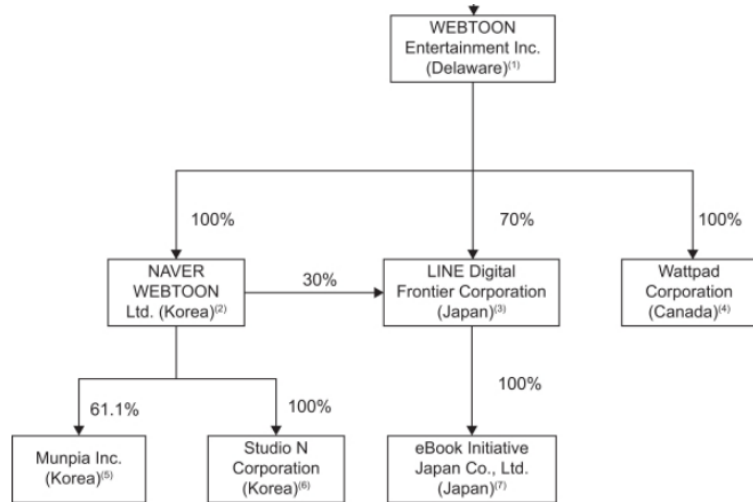 WEBTOON
Entertainment Inc.
(Delaware)(1)
100%
70%
100%
NAVER
WEBTOON
Ltd. (Korea)(2)
30%
LINE Digital
Frontier Corporation
(Japan)(3)
Wattpad
Corporation
(Canada)(4)
61.1%
100%
100%
Munpia Inc.
(Korea)(5)
Studio N
Corporation
(Korea)(6)
eBook Initiative
Japan Co., Ltd.
(Japan)(7)